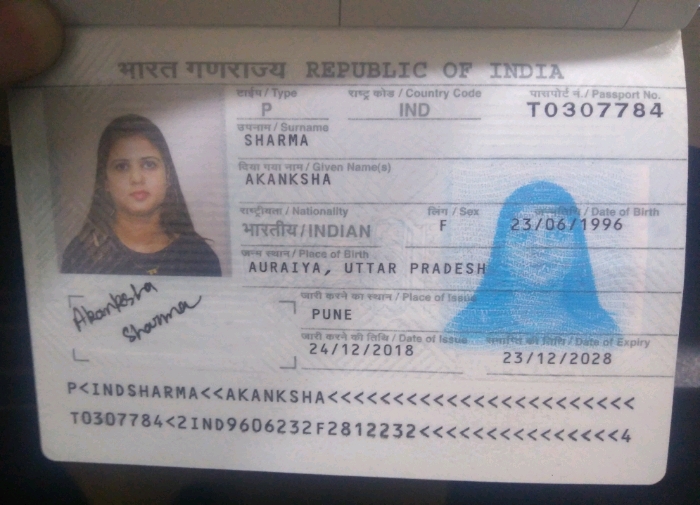 भारत गणराज्य REPUBLIC OF INDIA
टाईप / Type राष्ट्र कोड / Country Code पासपोर्ट नं. / Passport No.
P IND T0307784
उपनाम / Surname
SHARMA
दिया गया नाम / Given Name(s)
AKANKSHA
राष्ट्रीयता / Nationality लिंग / Sex जन्मतिथि / Date of Birth
भारतीय / INDIAN F 23/06/1996
जन्म स्थान / Place of Birth
AURAIYA, UTTAR PRADESH
Akanksha
Sharma
जारी करने का स्थान / Place of Issue
PUNE
जारी करने की तिथि / Date of Issue समाप्ति की तिथि / Date of Expiry
24/12/2018 23/12/2028
P<INDSHARMA<<AKANKSHA<<<<<<<<<<<<<<<<<<<<<<<
T0307784<2IND9606232F2812232<<<<<<<<<<<<<<<4